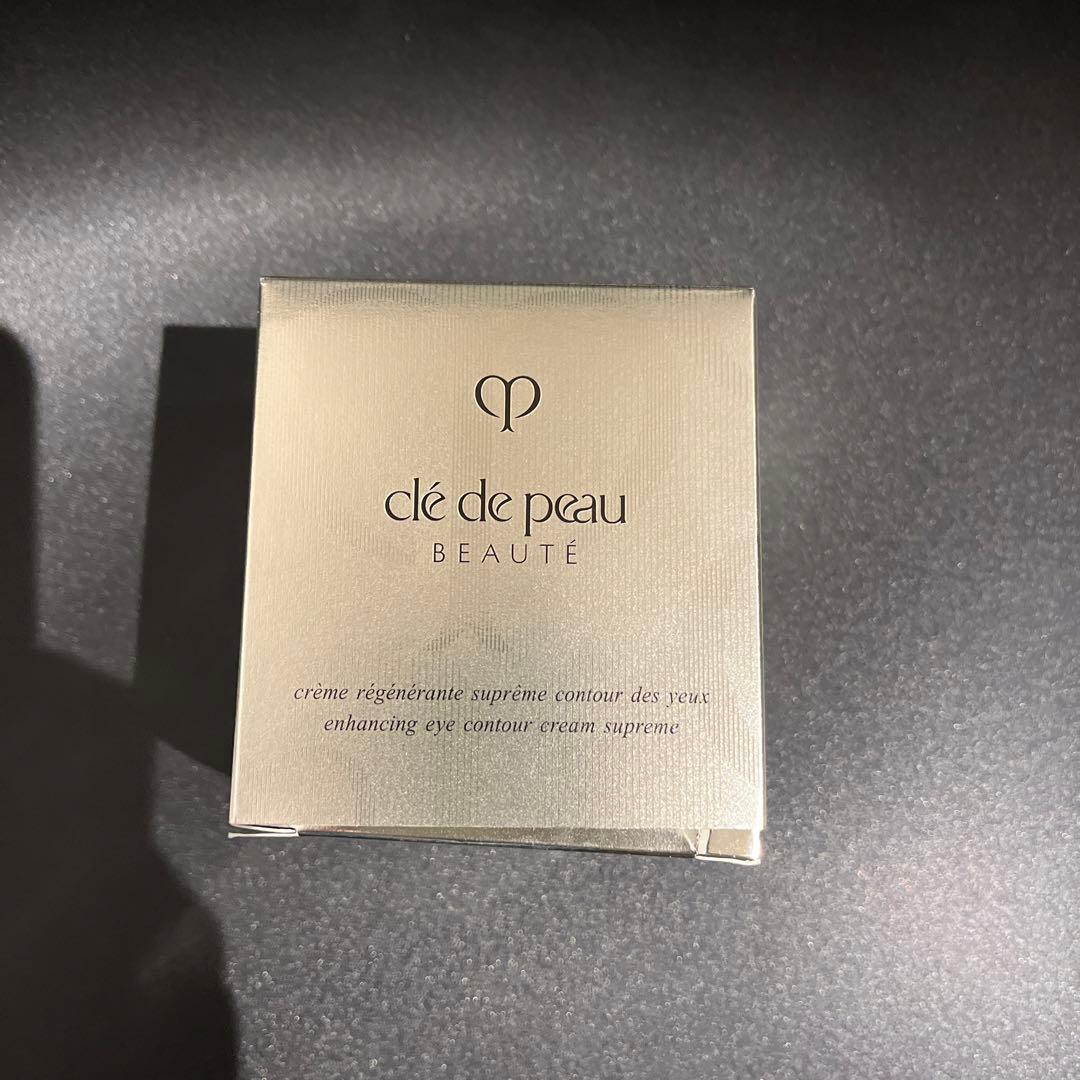 clé de peau
BEAUTÉ
crème régénérante suprême contour des yeux
enhancing eye contour cream supreme